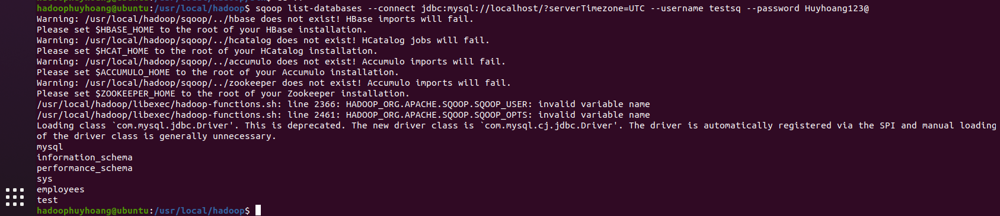 hadoophuyhoang@ubuntu:/usr/local/hadoop$ sqoop list-databases --connect jdbc:mysql://localhost/?serverTimezone=UTC --username testsq --password Huyhoang123@
Warning: /usr/local/hadoop/sqoop/../hbase does not exist! HBase imports will fail.
Please set $HBASE_HOME to the root of your HBase installation.
Warning: /usr/local/hadoop/sqoop/../hcatalog does not exist! HCatalog jobs will fail.
Please set $HCAT_HOME to the root of your HCatalog installation.
Warning: /usr/local/hadoop/sqoop/../accumulo does not exist! Accumulo imports will fail.
Please set $ACCUMULO_HOME to the root of your Accumulo installation.
Warning: /usr/local/hadoop/sqoop/../zookeeper does not exist! Accumulo imports will fail.
Please set $ZOOKEEPER_HOME to the root of your Zookeeper installation.
/usr/local/hadoop/libexec/hadoop-functions.sh: line 2366: HADOOP_ORG.APACHE.SQOOP.SQOOP_USER: invalid variable name
/usr/local/hadoop/libexec/hadoop-functions.sh: line 2461: HADOOP_ORG.APACHE.SQOOP.SQOOP_OPTS: invalid variable name
Loading class `com.mysql.jdbc.Driver'. This is deprecated. The new driver class is `com.mysql.cj.jdbc.Driver'. The driver is automatically registered via the SPI and manual loading
of the driver class is generally unnecessary.
mysql
information_schema
performance_schema
sys
employees
test
hadoophuyhoang@ubuntu:/usr/local/hadoop$